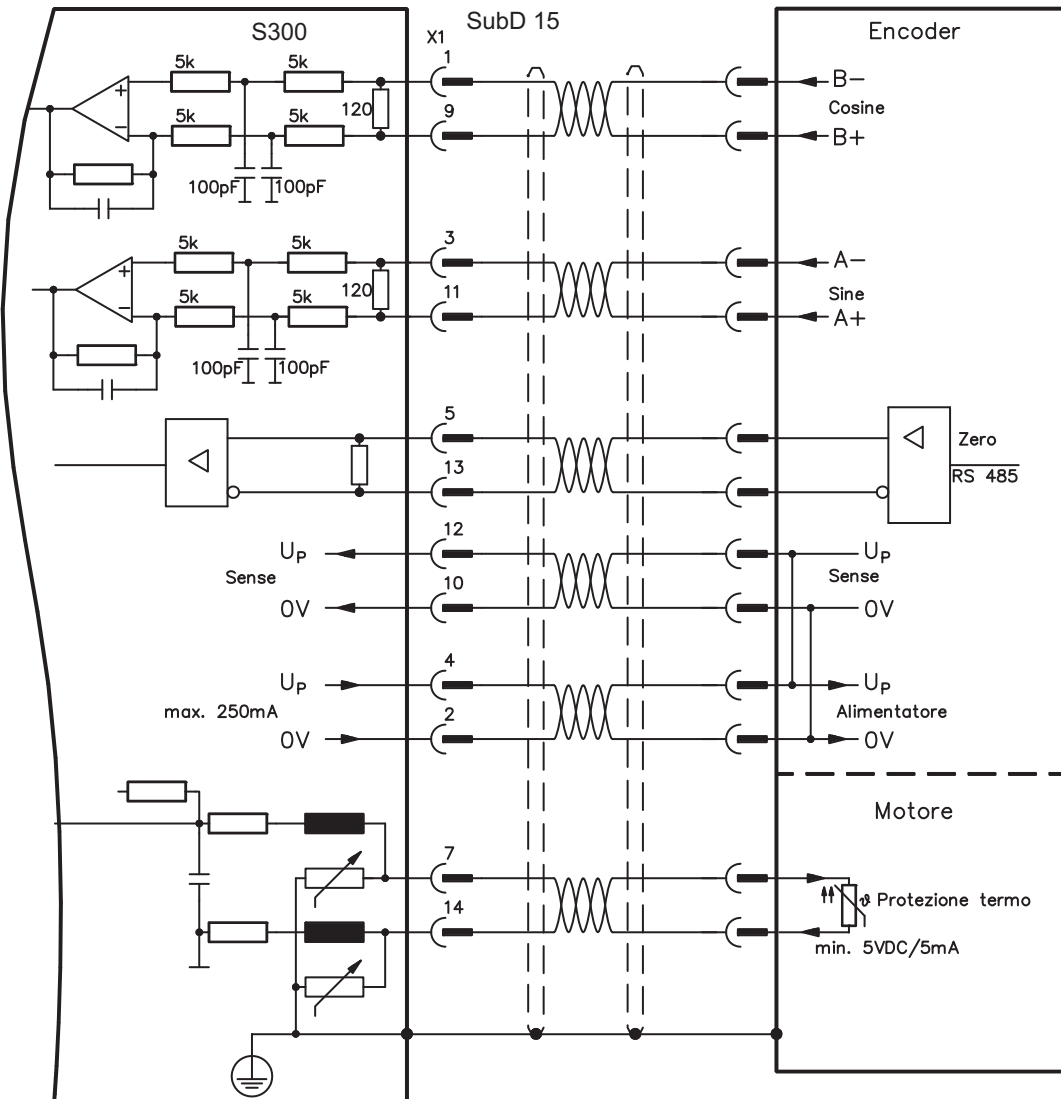 S300
X1
SubD 15
Encoder
5k
5k
1
B-
120
Cosine
5k
5k
9
B+
100pF
100pF
+
-
5k
5k
3
A-
120
Sine
5k
5k
11
A+
100pF
100pF
+
-
5
Zero
13
RS 485
UP
12
UP
Sense
Sense
0V
10
0V
UP
4
UP
max. 250mA
Alimentatore
0V
2
0V
Motore
7
ϑ Protezione termo
14
min. 5VDC/5mA